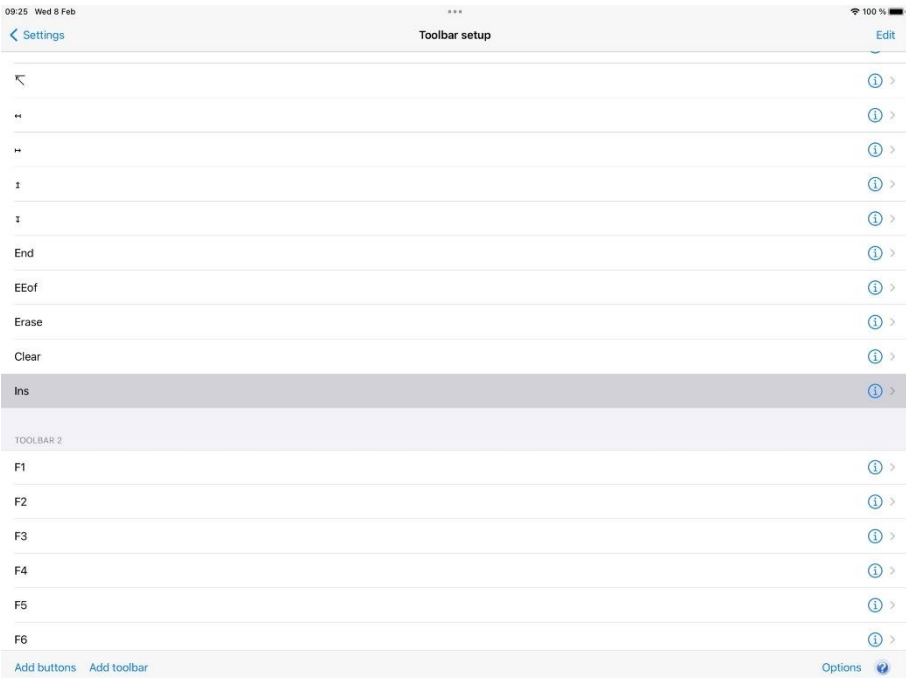 09:25 Wed 8 Feb
100 %
Settings
Toolbar setup
Edit
↖
↤
↦
↥
↧
End
EEof
Erase
Clear
Ins
TOOLBAR 2
F1
F2
F3
F4
F5
F6
Add buttons Add toolbar
Options